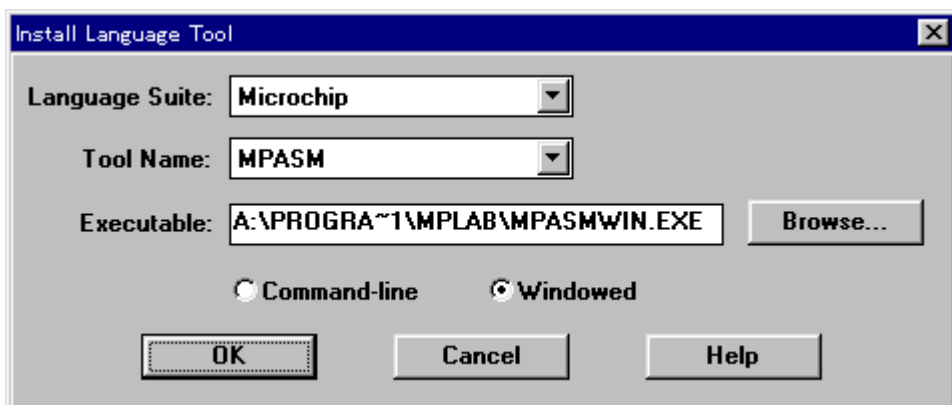 Install Language Tool
Language Suite: Microchip
Tool Name: MPASM
Executable: A:\PROGRA~1\MPLAB\MPASMWIN.EXE Browse...
Command-line Windowed
OK Cancel Help